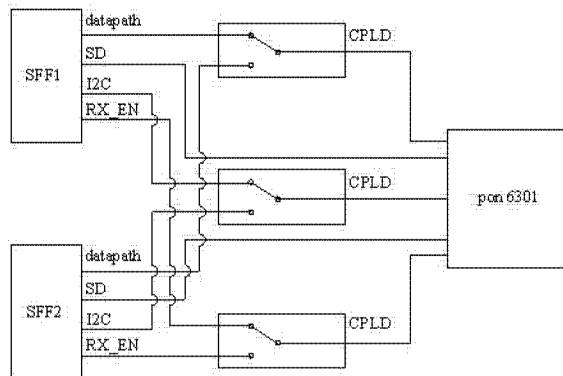 datapath
SD
SFF1
I2C
RX_EN
CPLD
CPLD
pon 6301
datapath
SD
SFF2
I2C
RX_EN
CPLD